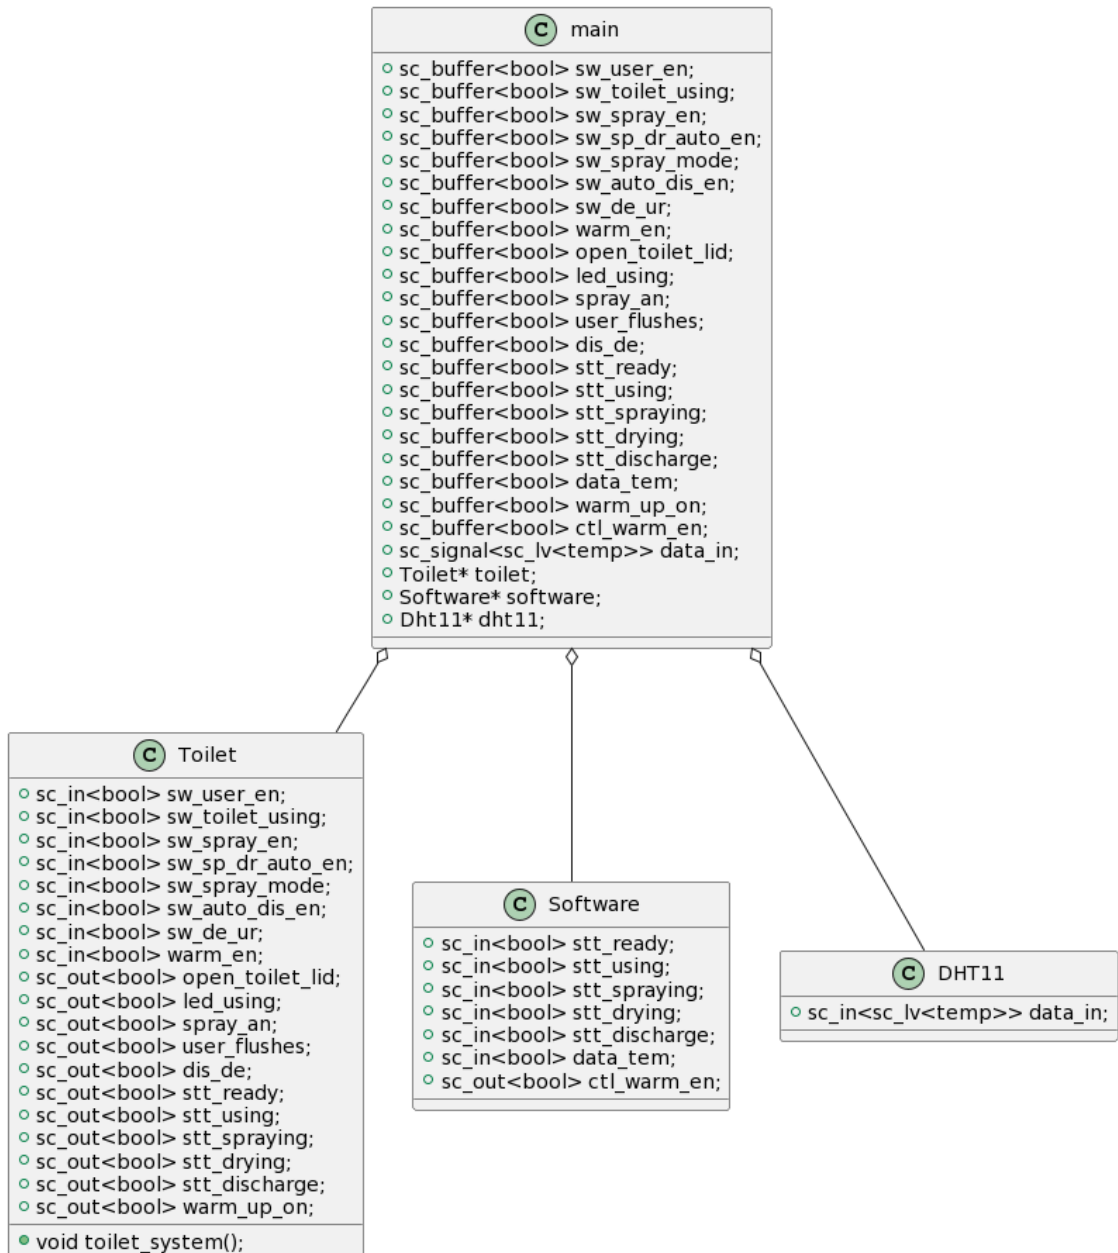 C main
sc_buffer<bool> sw_user_en;
sc_buffer<bool> sw_toilet_using;
sc_buffer<bool> sw_spray_en;
sc_buffer<bool> sw_sp_dr_auto_en;
sc_buffer<bool> sw_spray_mode;
sc_buffer<bool> sw_auto_dis_en;
sc_buffer<bool> sw_de_ur;
sc_buffer<bool> warm_en;
sc_buffer<bool> open_toilet_lid;
sc_buffer<bool> led_using;
sc_buffer<bool> spray_an;
sc_buffer<bool> user_flushes;
sc_buffer<bool> dis_de;
sc_buffer<bool> stt_ready;
sc_buffer<bool> stt_using;
sc_buffer<bool> stt_spraying;
sc_buffer<bool> stt_drying;
sc_buffer<bool> stt_discharge;
sc_buffer<bool> data_tem;
sc_buffer<bool> warm_up_on;
sc_buffer<bool> ctl_warm_en;
sc_signal<sc_lv<temp>> data_in;
Toilet* toilet;
Software* software;
Dht11* dht11;
C Toilet
sc_in<bool> sw_user_en;
sc_in<bool> sw_toilet_using;
sc_in<bool> sw_spray_en;
sc_in<bool> sw_sp_dr_auto_en;
sc_in<bool> sw_spray_mode;
sc_in<bool> sw_auto_dis_en;
sc_in<bool> sw_de_ur;
sc_in<bool> warm_en;
sc_out<bool> open_toilet_lid;
sc_out<bool> led_using;
sc_out<bool> spray_an;
sc_out<bool> user_flushes;
sc_out<bool> dis_de;
sc_out<bool> stt_ready;
sc_out<bool> stt_using;
sc_out<bool> stt_spraying;
sc_out<bool> stt_drying;
sc_out<bool> stt_discharge;
sc_out<bool> warm_up_on;
void toilet_system();
C Software
sc_in<bool> stt_ready;
sc_in<bool> stt_using;
sc_in<bool> stt_spraying;
sc_in<bool> stt_drying;
sc_in<bool> stt_discharge;
sc_in<bool> data_tem;
sc_out<bool> ctl_warm_en;
C DHT11
sc_in<sc_lv<temp>> data_in;